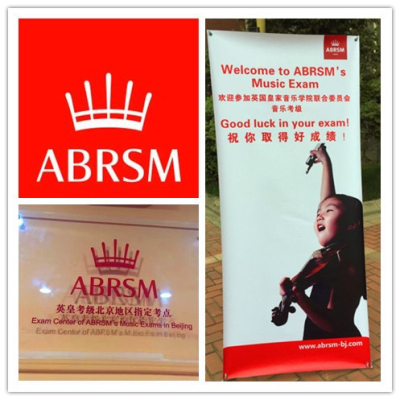 ABRSM
ABRSM
英皇考级北京地区指定考点
Exam Center of ABRSM's Music Exams in Beijing
ABRSM
Welcome to ABRSM's
Music Exam
欢迎参加英国皇家音乐学院联合委员会
音乐考级
Good luck in your exam!
祝你取得好成绩！
www.abrsm-bj.com